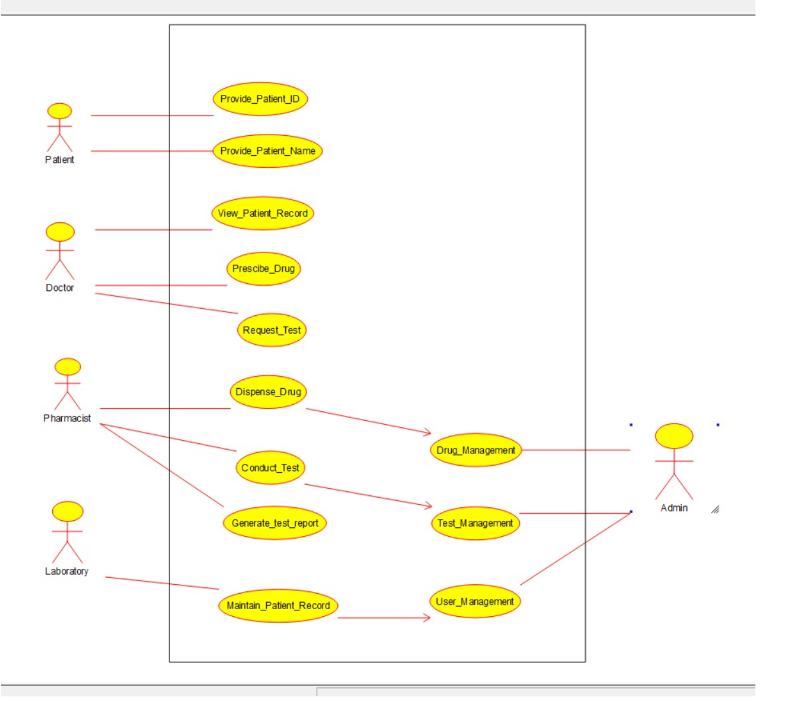 Provide_Patient_ID
Patient
Provide_Patient_Name
View_Patient_Record
Doctor
Prescibe_Drug
Request_Test
Pharmacist
Dispense_Drug
Drug_Management
Conduct_Test
Admin
Generate_test_report
Test_Management
Laboratory
Maintain_Patient_Record
User_Management